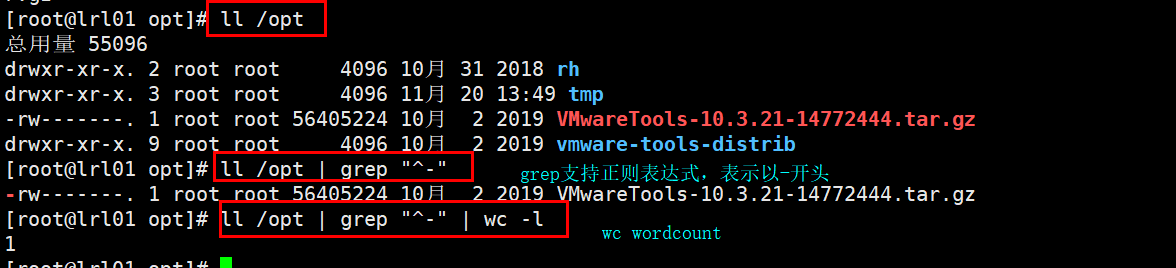 [root@lrl01 opt]# ll /opt
总用量 55096
drwxr-xr-x. 2 root root     4096 10月 31 2018 rh
drwxr-xr-x. 3 root root     4096 11月 20 13:49 tmp
-rw-------. 1 root root 56405224 10月  2 2019 VMwareTools-10.3.21-14772444.tar.gz
drwxr-xr-x. 9 root root     4096 10月  2 2019 vmware-tools-distrib
[root@lrl01 opt]# ll /opt | grep "^-" grep支持正则表达式，表示以-开头
-rw-------. 1 root root 56405224 10月  2 2019 VMwareTools-10.3.21-14772444.tar.gz
[root@lrl01 opt]# ll /opt | grep "^-" | wc -l wc wordcount
1
[root@lrl01 opt]#